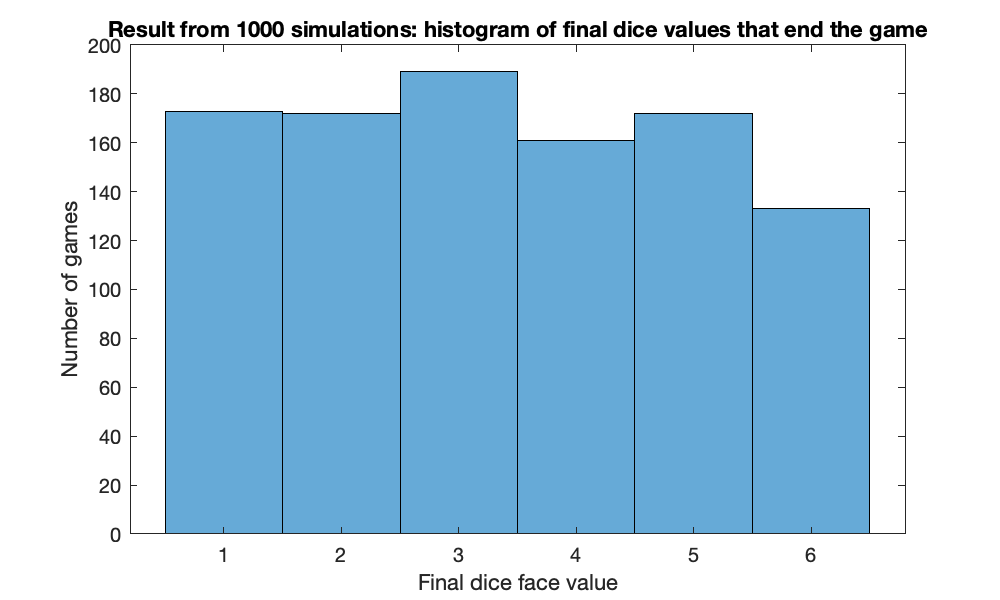 Result from 1000 simulations: histogram of final dice values that end the game
200
180
160
140
120
100
80
60
40
20
0
Number of games
1 2 3 4 5 6
Final dice face value